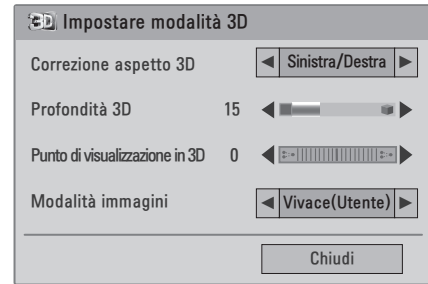 3D Impostare modalità 3D
Correzione aspetto 3D Sinistra/Destra
Profondità 3D 15
Punto di visualizzazione in 3D 0
Modalità immagini Vivace(Utente)
Chiudi